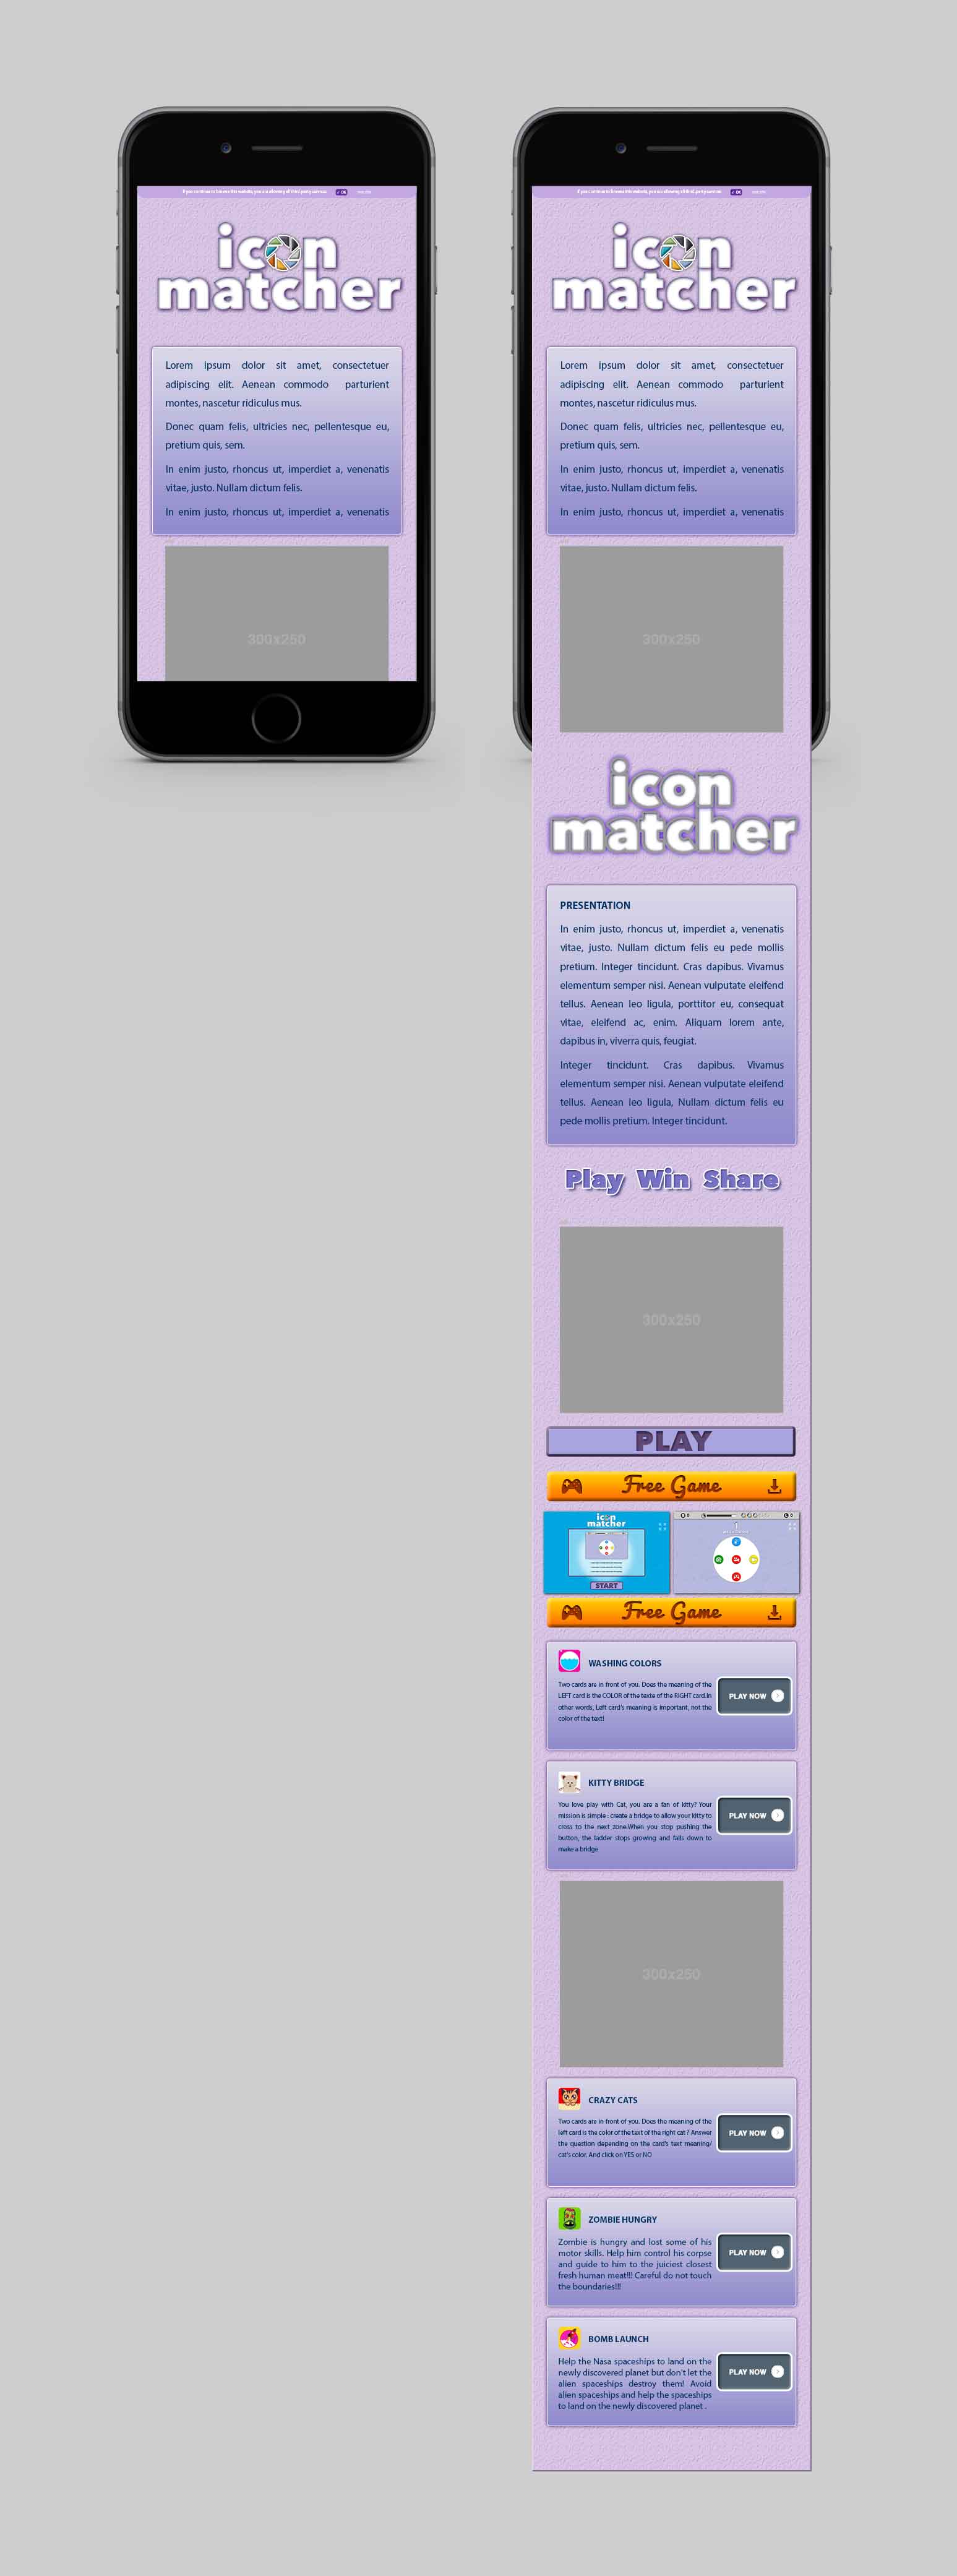 If you continue to browse this website, you are allowing all third-party services
✓ OK
icon
matcher
Lorem ipsum dolor sit amet, consectetuer
adipiscing elit. Aenean commodo parturient
montes, nascetur ridiculus mus.
Donec quam felis, ultricies nec, pellentesque eu,
pretium quis, sem.
In enim justo, rhoncus ut, imperdiet a, venenatis
vitae, justo. Nullam dictum felis.
In enim justo, rhoncus ut, imperdiet a, venenatis
300x250
If you continue to browse this website, you are allowing all third-party services
✓ OK
icon
matcher
Lorem ipsum dolor sit amet, consectetuer
adipiscing elit. Aenean commodo parturient
montes, nascetur ridiculus mus.
Donec quam felis, ultricies nec, pellentesque eu,
pretium quis, sem.
In enim justo, rhoncus ut, imperdiet a, venenatis
vitae, justo. Nullam dictum felis.
In enim justo, rhoncus ut, imperdiet a, venenatis
300x250
icon
matcher
PRESENTATION
In enim justo, rhoncus ut, imperdiet a, venenatis
vitae, justo. Nullam dictum felis eu pede mollis
pretium. Integer tincidunt. Cras dapibus. Vivamus
elementum semper nisi. Aenean vulputate eleifend
tellus. Aenean leo ligula, porttitor eu, consequat
vitae, eleifend ac, enim. Aliquam lorem ante,
dapibus in, viverra quis, feugiat.
Integer tincidunt. Cras dapibus. Vivamus
elementum semper nisi. Aenean vulputate eleifend
tellus. Aenean leo ligula, Nullam dictum felis eu
pede mollis pretium. Integer tincidunt.
Play Win Share
300x250
PLAY
Free Game
icon
matcher
START
Free Game
WASHING COLORS
Two cards are in front of you. Does the meaning of the
LEFT card is the COLOR of the texte of the RIGHT card.In
other words, Left card's meaning is important, not the
color of the text!
PLAY NOW
KITTY BRIDGE
You love play with Cat, you are a fan of kitty? Your
mission is simple : create a bridge to allow your kitty to
cross to the next zone.When you stop pushing the
button, the ladder stops growing and falls down to
make a bridge
PLAY NOW
300x250
CRAZY CATS
Two cards are in front of you. Does the meaning of the
left card is the color of the text of the right cat ? Answer
the question depending on the card's text meaning/
cat's color. And click on YES or NO
PLAY NOW
ZOMBIE HUNGRY
Zombie is hungry and lost some of his
motor skills. Help him control his corpse
and guide to him to the juiciest closest
fresh human meat!!! Careful do not touch
the boundaries!!!
PLAY NOW
BOMB LAUNCH
Help the Nasa spaceships to land on the
newly discovered planet but don't let the
alien spaceships destroy them! Avoid
alien spaceships and help the spaceships
to land on the newly discovered planet .
PLAY NOW